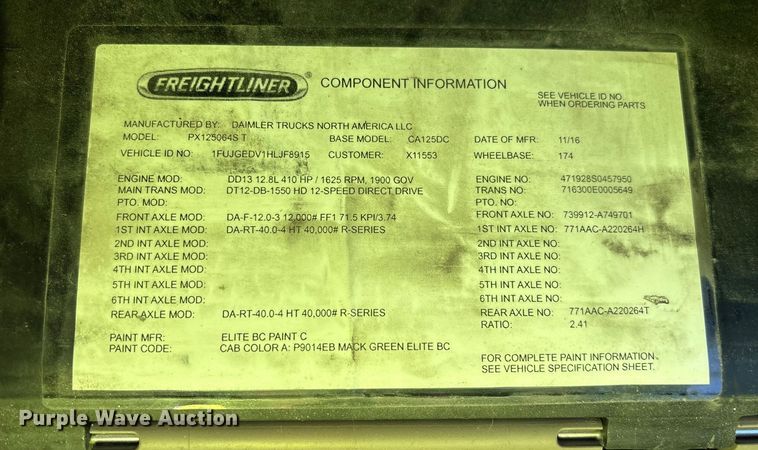 FREIGHTLINER ® COMPONENT INFORMATION
SEE VEHICLE ID NO
WHEN ORDERING PARTS
MANUFACTURED BY: DAIMLER TRUCKS NORTH AMERICA LLC
MODEL: PX125064S T BASE MODEL: CA125DC DATE OF MFR: 11/16
VEHICLE ID NO: 1FUJGEDV1HLJF8915 CUSTOMER: X11553 WHEELBASE: 174
ENGINE MOD: DD13 12.8L 410 HP / 1625 RPM, 1900 GOV ENGINE NO: 471928S0457950
MAIN TRANS MOD: DT12-DB-1550 HD 12-SPEED DIRECT DRIVE TRANS NO: 716300E0005649
PTO. MOD: PTO. NO:
FRONT AXLE MOD: DA-F-12.0-3 12,000# FF1 71.5 KPI/3.74 FRONT AXLE NO: 739912-A749701
1ST INT AXLE MOD: DA-RT-40.0-4 HT 40,000# R-SERIES 1ST INT AXLE NO: 771AAC-A220264H
2ND INT AXLE MOD: 2ND INT AXLE NO:
3RD INT AXLE MOD: 3RD INT AXLE NO:
4TH INT AXLE MOD: 4TH INT AXLE NO:
5TH INT AXLE MOD: 5TH INT AXLE NO:
6TH INT AXLE MOD: 6TH INT AXLE NO:
REAR AXLE MOD: DA-RT-40.0-4 HT 40,000# R-SERIES REAR AXLE NO: 771AAC-A220264T
RATIO: 2.41
PAINT MFR: ELITE BC PAINT C
PAINT CODE: CAB COLOR A: P9014EB MACK GREEN ELITE BC
FOR COMPLETE PAINT INFORMATION
SEE VEHICLE SPECIFICATION SHEET.
Purple Wave Auction